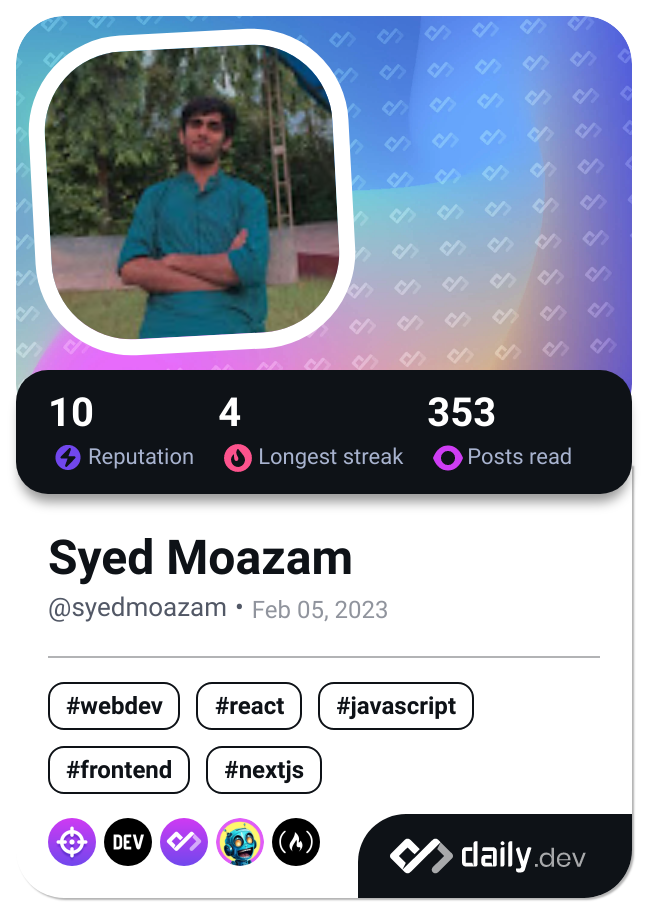 10 4 353
Reputation Longest streak Posts read
Syed Moazam
@syedmoazam • Feb 05, 2023
#webdev #react #javascript
#frontend #nextjs
DEV
daily.dev